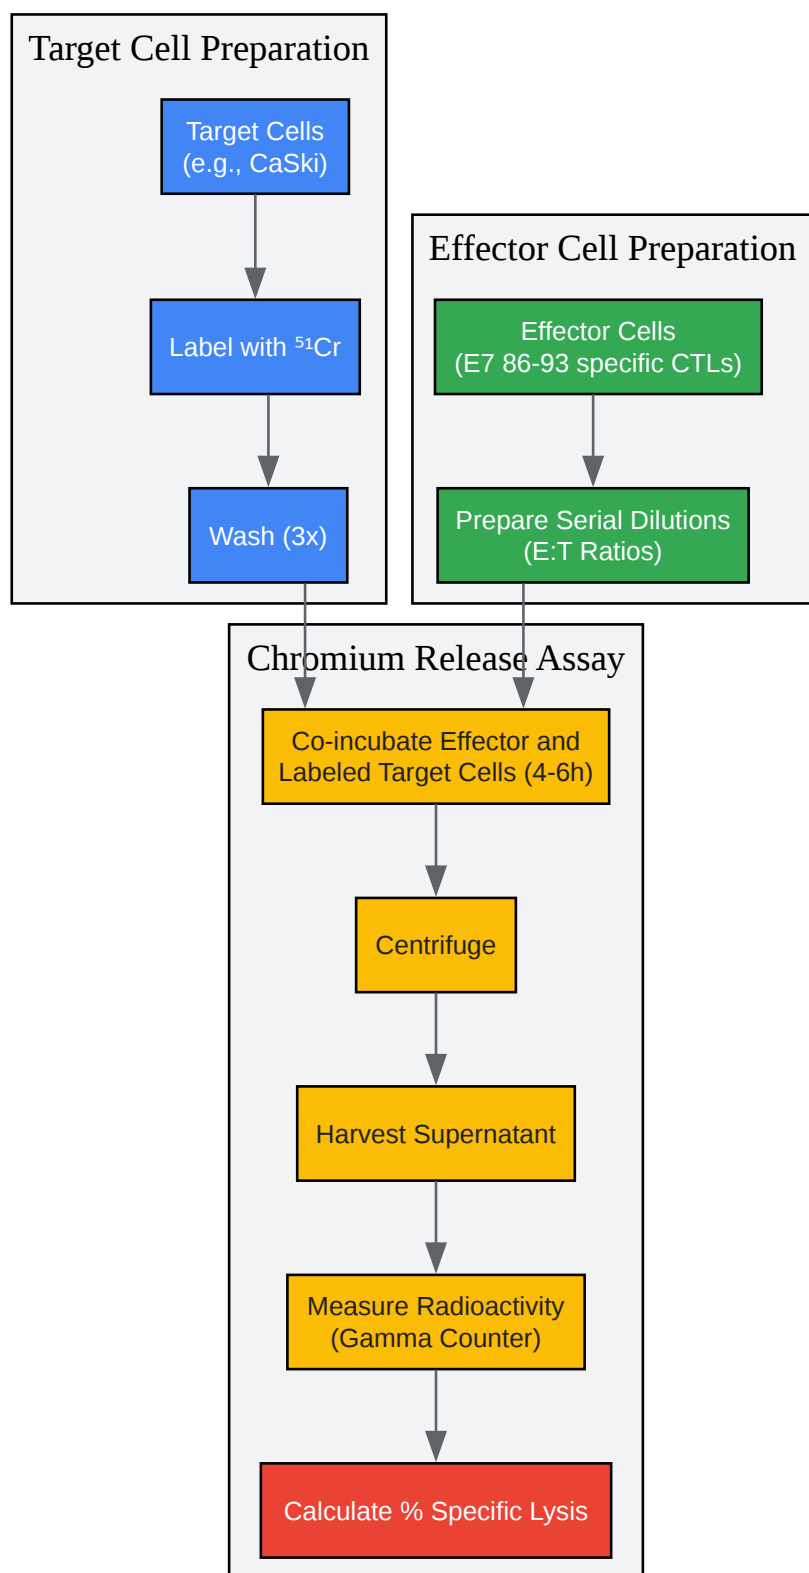 Target Cell Preparation
Target Cells
(e.g., CaSki)
Label with ⁵¹Cr
Wash (3x)
Effector Cell Preparation
Effector Cells
(E7 86-93 specific CTLs)
Prepare Serial Dilutions
(E:T Ratios)
Chromium Release Assay
Co-incubate Effector and
Labeled Target Cells (4-6h)
Centrifuge
Harvest Supernatant
Measure Radioactivity
(Gamma Counter)
Calculate % Specific Lysis